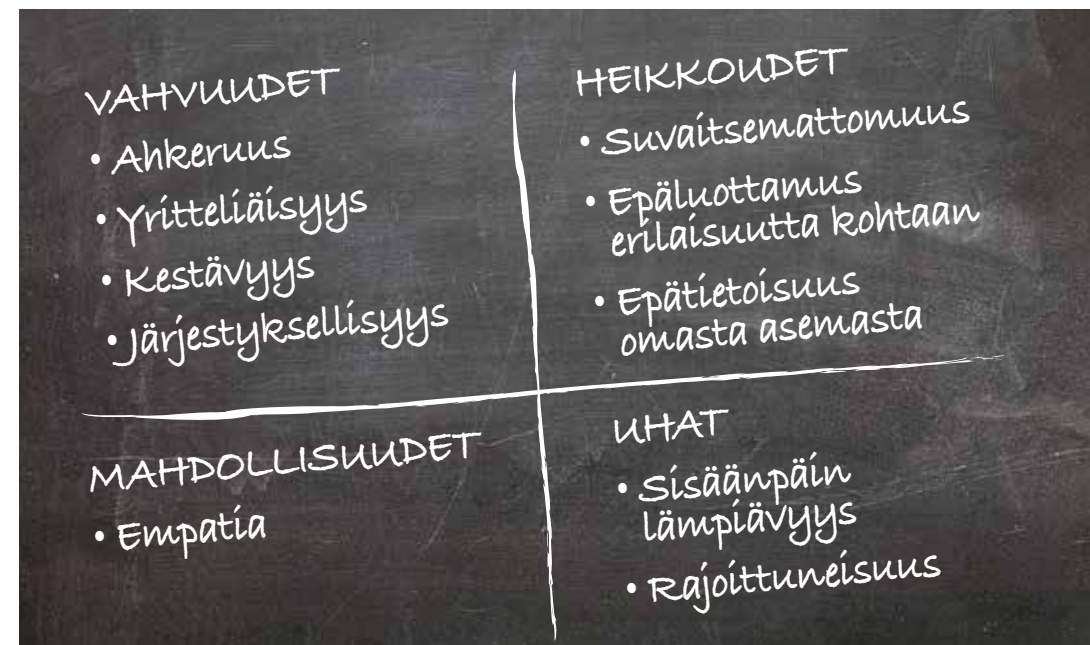 VAHVUUDET
• Ahkeruus
• Yritteliäisyys
• Kestävyys
• Järjestyksellisyys
HEIKKOUDET
• Suvaitsemattomuus
• Epäluottamus
erilaisuutta kohtaan
• Epätietoisuus
omasta asemasta
MAHDOLLISUUDET
• Empatia
UHAT
• Sisäänpäin
lämpiävyys
• Rajoittuneisuus